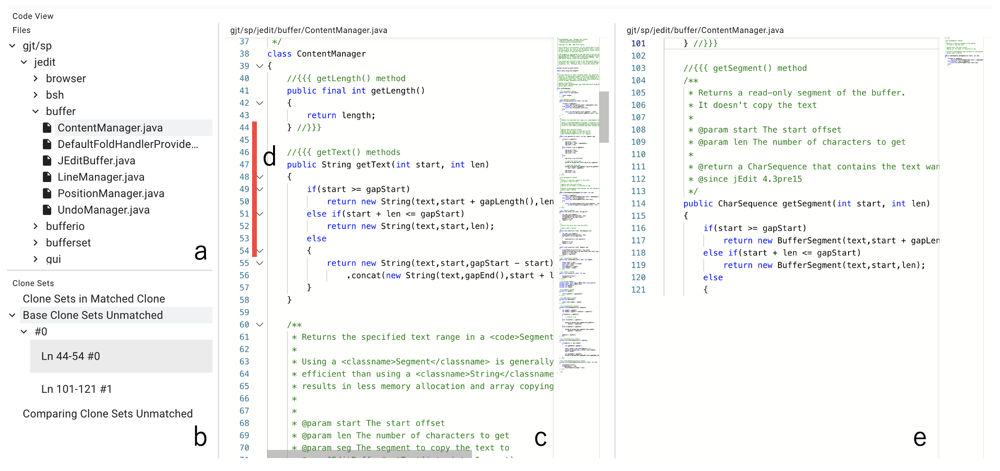 Code View
Files
gjt/sp
jedit
browser
bsh
buffer
ContentManager.java
DefaultFoldHandlerProvide...
JEditBuffer.java
LineManager.java
PositionManager.java
UndoManager.java
bufferio
bufferset
gui
a
Clone Sets
Clone Sets in Matched Clone
Base Clone Sets Unmatched
#0
Ln 44-54 #0
Ln 101-121 #1
Comparing Clone Sets Unmatched
b
gjt/sp/jedit/buffer/ContentManager.java
37 */
38 class ContentManager
39 {
40 //{{{ getLength() method
41 public final int getLength()
42 {
43 return length;
44 } //}}}
45
46 //{{{ getText() methods
47 public String getText(int start, int len)
48 {
49 if(start >= gapStart)
50 return new String(text,start + gapLength(),len
51 else if(start + len <= gapStart)
52 return new String(text,start,len);
53 else
54 {
55 return new String(text,start,gapStart - start)
56 .concat(new String(text,gapEnd(),start + l
57 }
58 }
59
60 /**
61 * Returns the specified text range in a <code>Segment
62 *
63 * Using a <classname>Segment</classname> is generally
64 * efficient than using a <classname>String</classname
65 * results in less memory allocation and array copying
66 *
67 *
68 * @param start The start offset
69 * @param len The number of characters to get
70 * @param seg The segment to copy the text to
d
c
gjt/sp/jedit/buffer/ContentManager.java
101 } //}}}
102
103 //{{{ getSegment() method
104 /**
105 * Returns a read-only segment of the buffer.
106 * It doesn't copy the text
107 *
108 * @param start The start offset
109 * @param len The number of characters to get
110 *
111 * @return a CharSequence that contains the text wan
112 * @since jEdit 4.3pre15
113 */
114 public CharSequence getSegment(int start, int len)
115 {
116 if(start >= gapStart)
117 return new BufferSegment(text,start + gapLen
118 else if(start + len <= gapStart)
119 return new BufferSegment(text,start,len);
120 else
121 {
e